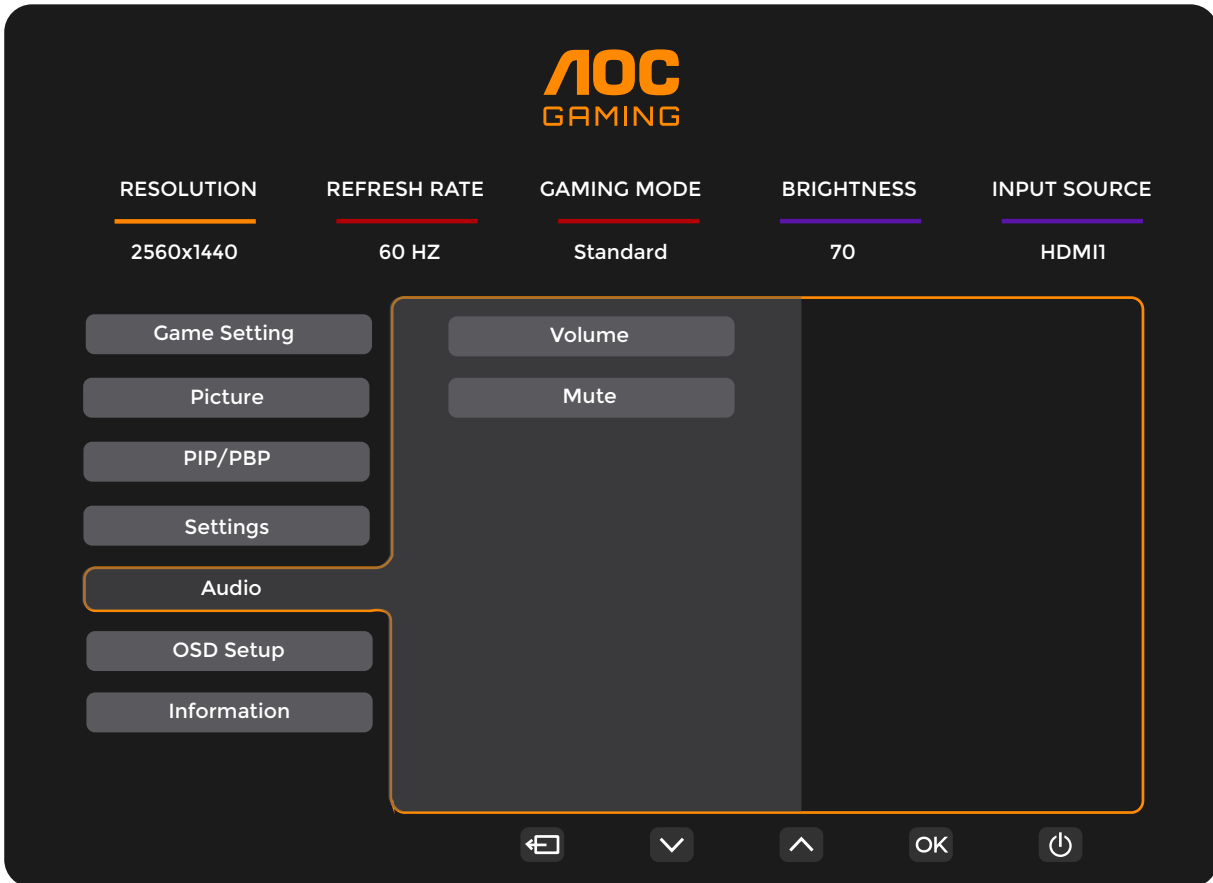 AOC
GAMING
RESOLUTION REFRESH RATE GAMING MODE BRIGHTNESS INPUT SOURCE
2560x1440 60 HZ Standard 70 HDMI1
Game Setting
Volume
Picture
Mute
PIP/PBP
Settings
Audio
OSD Setup
Information
OK